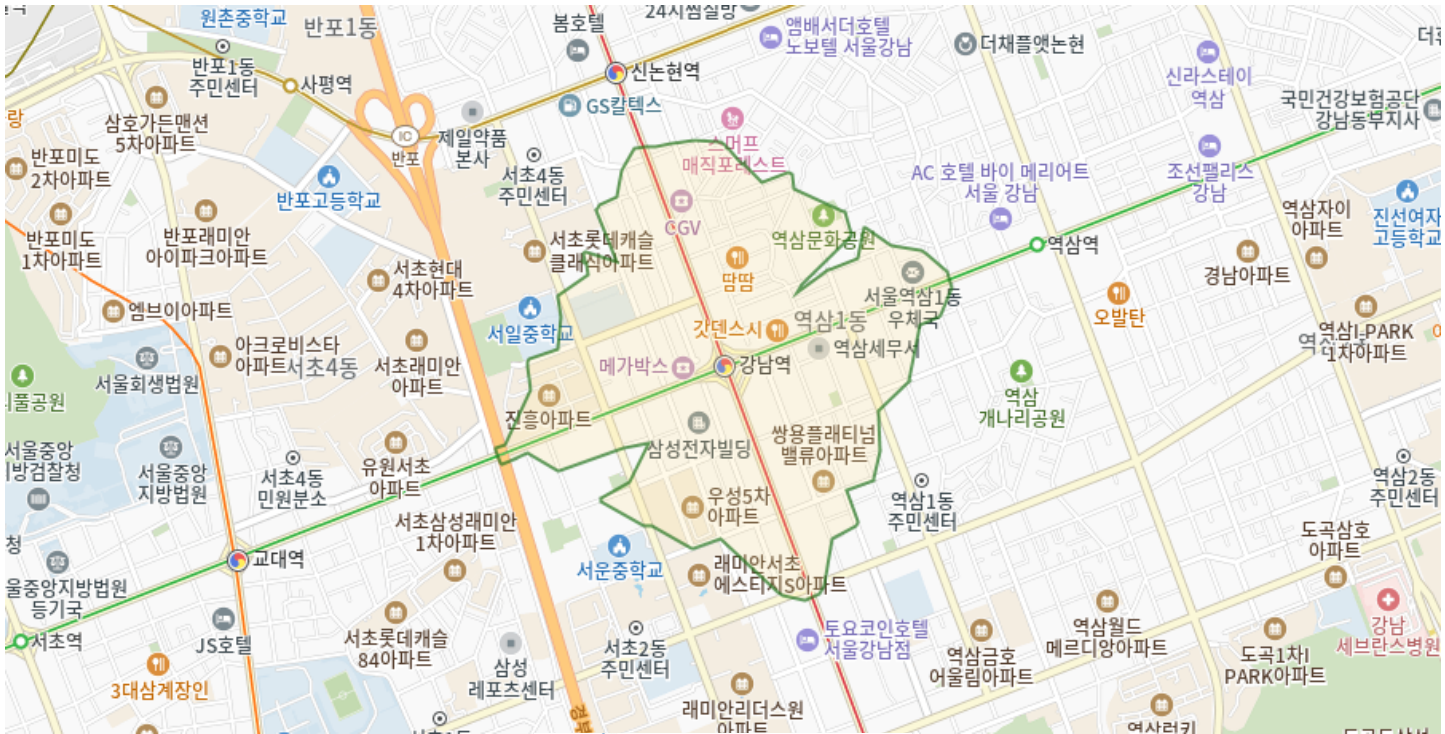 원촌중학교
반포1동
봄호텔
24시찜질방
앰배서더호텔
노보텔 서울강남
더채플앳논현
반포1동
주민센터
사평역
신논현역
GS칼텍스
신라스테이
역삼
국민건강보험공단
강남동부지사
랑
삼호가든맨션
5차아파트
IC
반포
제일약품
본사
스머프
매직포레스트
반포미도
2차아파트
서초4동
주민센터
AC 호텔 바이 메리어트
서울 강남
조선팰리스
강남
반포고등학교
CGV
역삼자이
아파트
진선여자
고등학교
반포미도
1차아파트
반포래미안
아이파크아파트
서초롯데캐슬
클래식아파트
역삼문화공원
역삼역
경남아파트
서초현대
4차아파트
땀땀
서울역삼1동
우체국
오발탄
엠브이아파트
서일중학교
갓덴스시
역삼1동
역삼세무서
역삼I-PARK
1차아파트
아크로비스타
아파트
서초4동
서초래미안
아파트
메가박스
강남역
서울회생법원
리풀공원
진흥아파트
역삼
개나리공원
서울중앙
지방검찰청
서울중앙
지방법원
서초4동
민원분소
유원서초
아파트
삼성전자빌딩
쌍용플래티넘
밸류아파트
역삼2동
주민센터
우성5차
아파트
역삼1동
주민센터
서초삼성래미안
1차아파트
도곡삼호
아파트
청
교대역
서운중학교
래미안서초
에스티지S아파트
울중앙지방법원
등기국
서초역
JS호텔
서초롯데캐슬
84아파트
삼성
레포츠센터
서초2동
주민센터
토요코인호텔
서울강남점
역삼금호
어울림아파트
역삼월드
메르디앙아파트
도곡1차I
PARK아파트
강남
세브란스병원
3대삼계장인
래미안리더스원
아파트
경부
역삼럭키